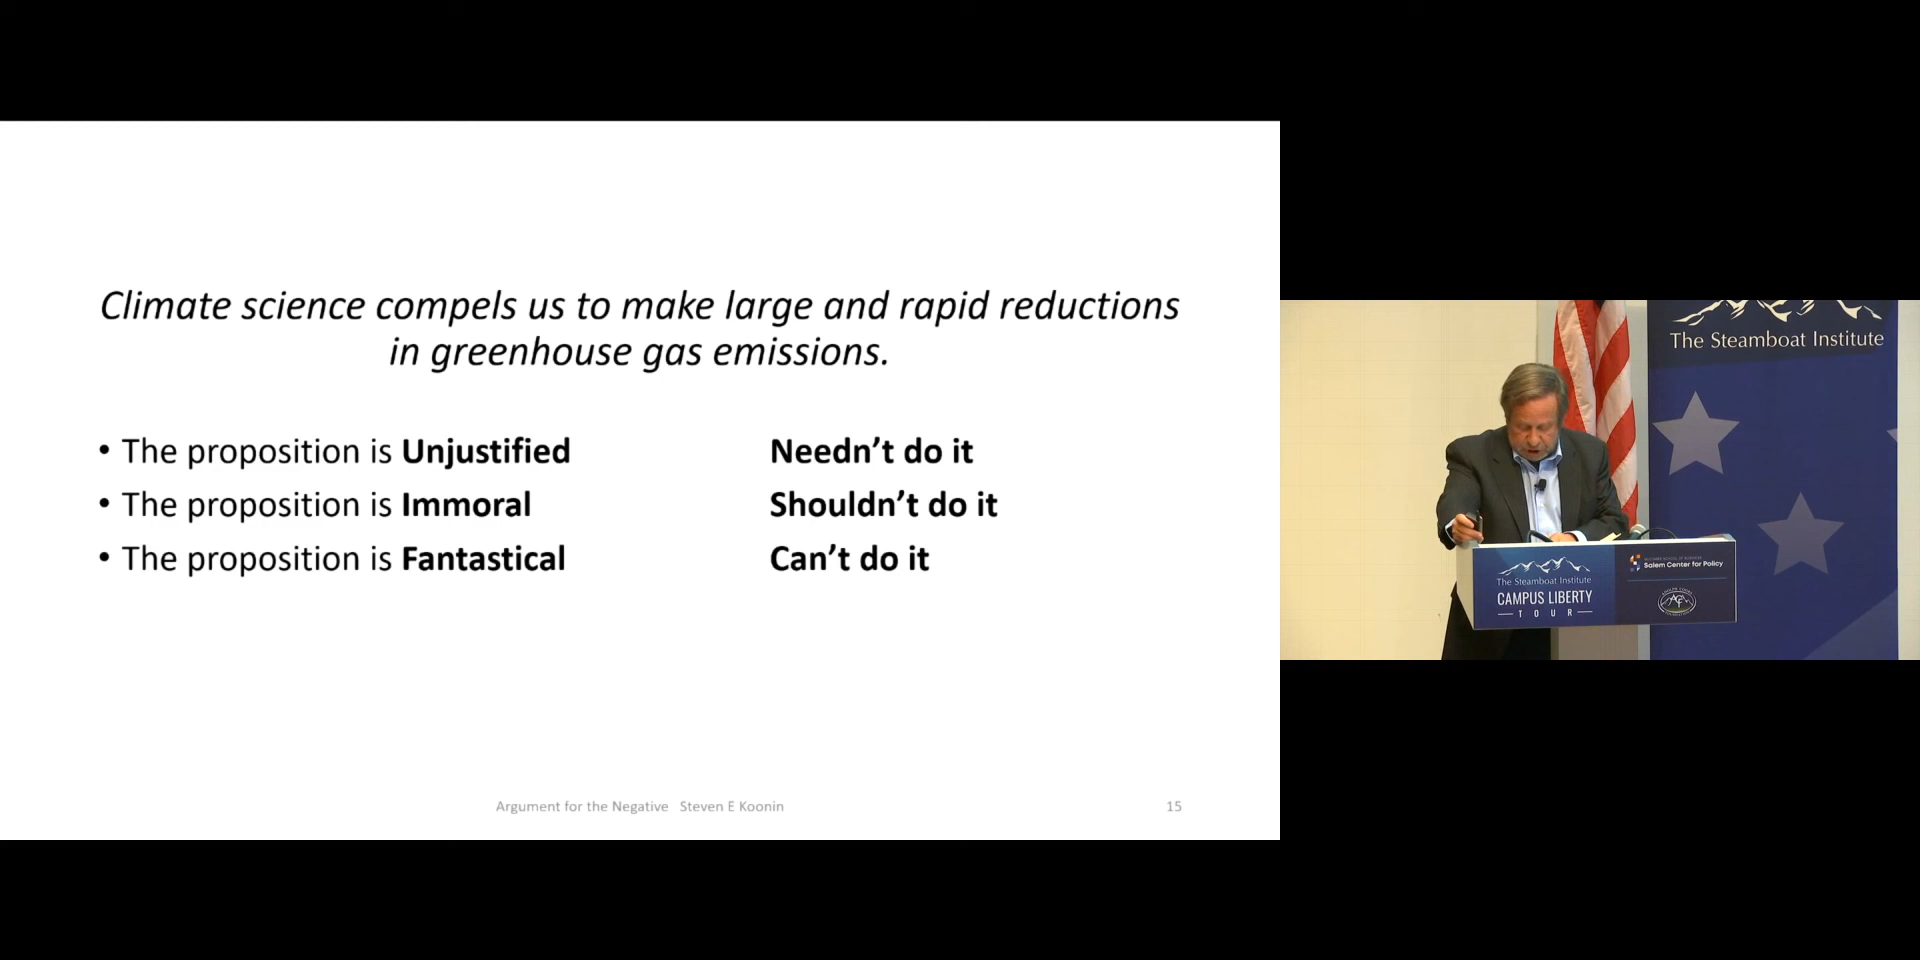 Climate science compels us to make large and rapid reductions
in greenhouse gas emissions.
• The proposition is Unjustified Needn’t do it
• The proposition is Immoral Shouldn’t do it
• The proposition is Fantastical Can’t do it
Argument for the Negative Steven E Koonin 15
The Steamboat Institute
The Steamboat Institute
CAMPUS LIBERTY
TOUR
Salem Center for Policy